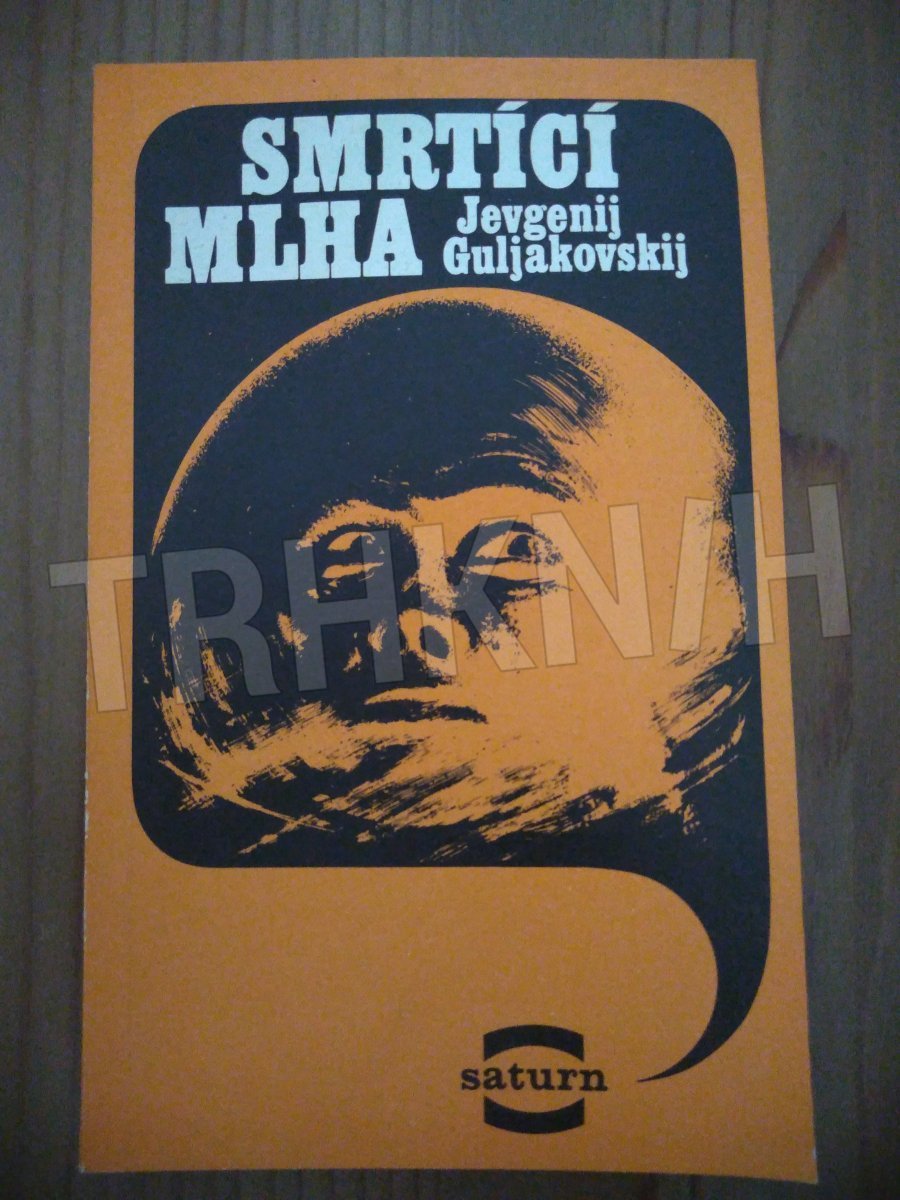 SMRTÍCÍ
MLHA
Jevgenij
Guljakovskij
TRHKNIH
saturn